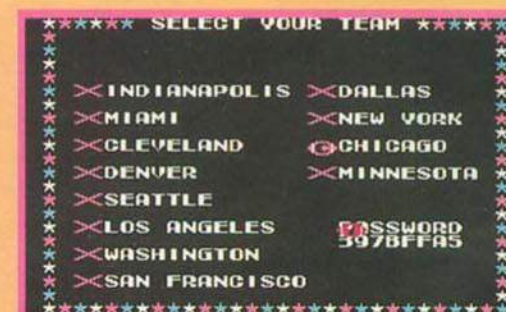 SELECT YOUR TEAM
INDIANAPOLIS
MIAMI
CLEVELAND
DENVER
SEATTLE
LOS ANGELES
WASHINGTON
SAN FRANCISCO
DALLAS
NEW YORK
CHICAGO
MINNESOTA
PASSWORD
397BFFA5